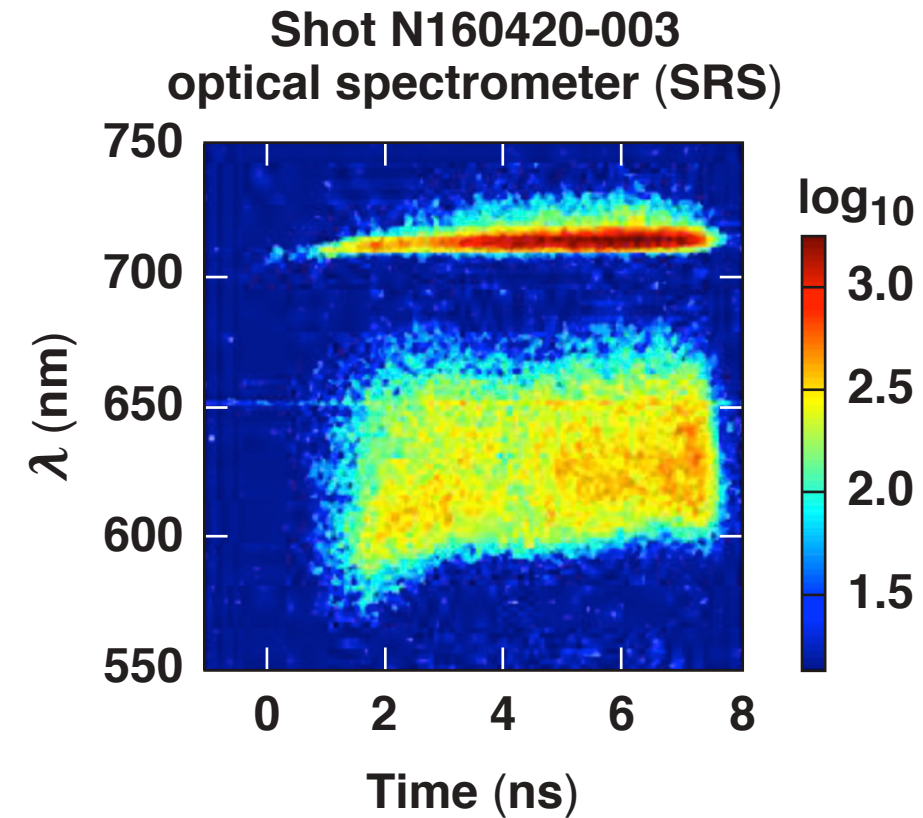 Shot N160420-003
optical spectrometer (SRS)
750
700
650
600
550
λ (nm)
0 2 4 6 8
Time (ns)
log10
3.0
2.5
2.0
1.5